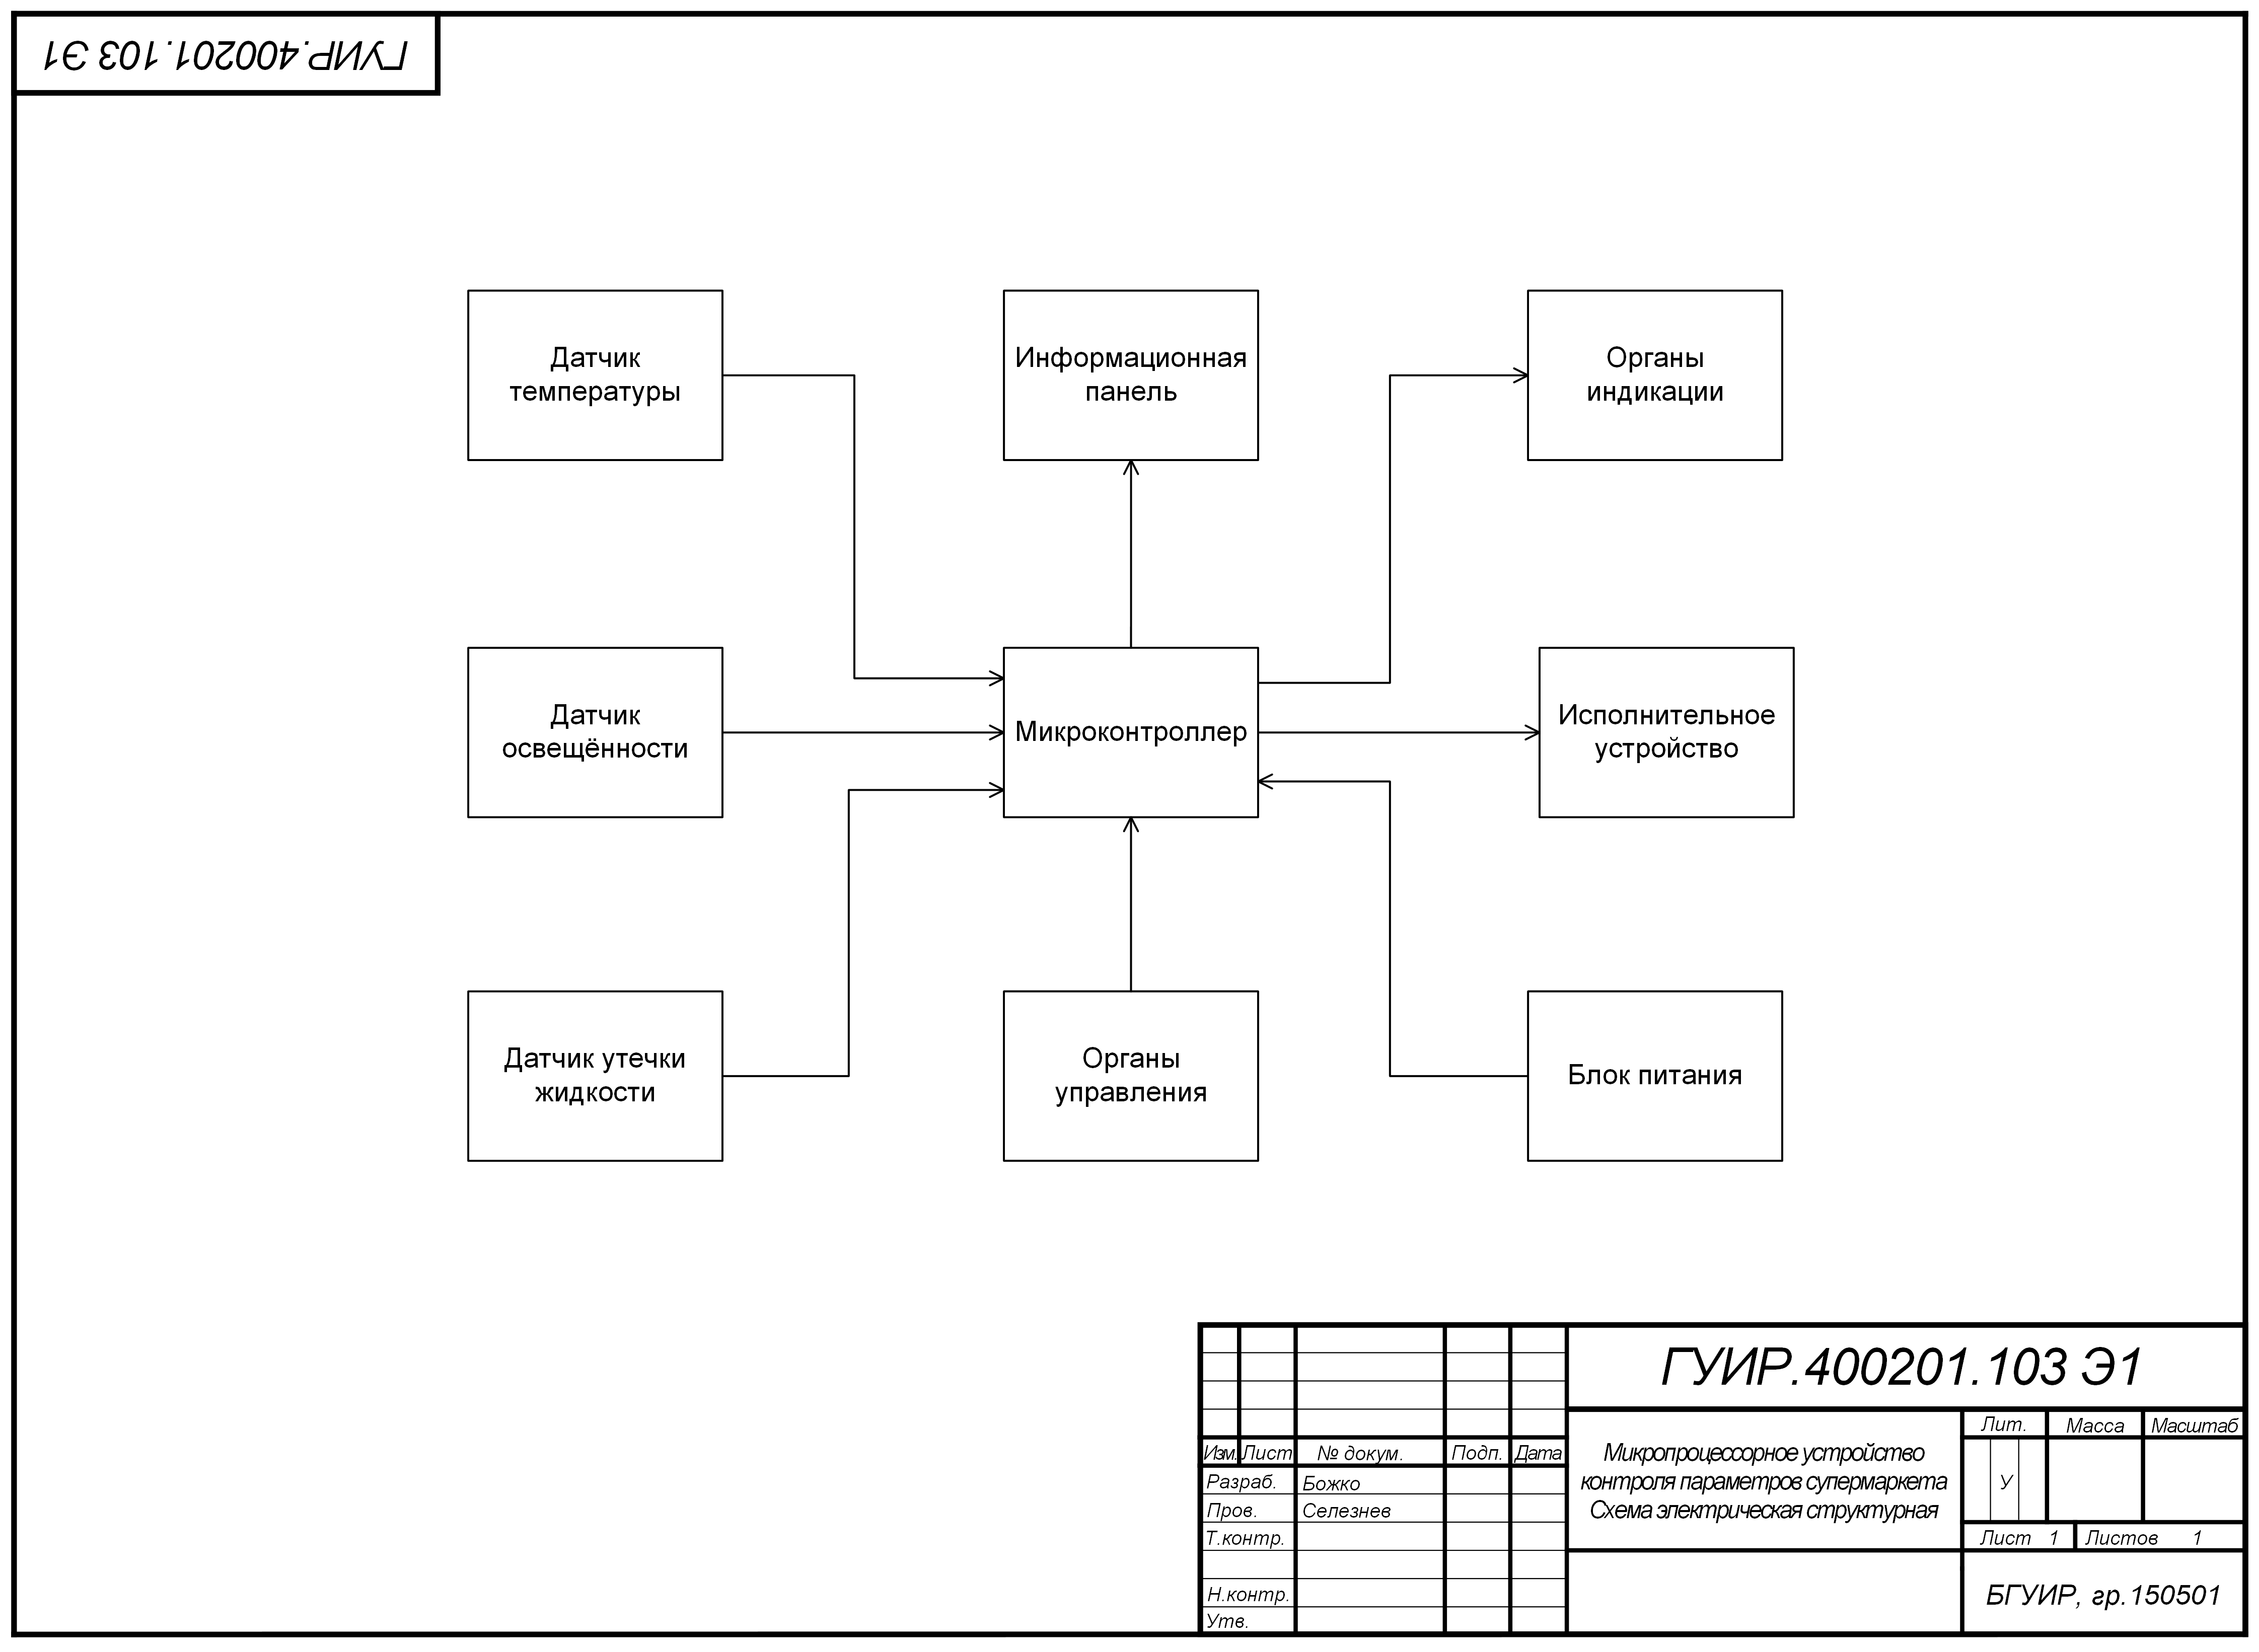 ГУИР.400201.103 Э1
Датчик
температуры
Информационная
панель
Органы
индикации
Датчик
освещённости
Микроконтроллер
Исполнительное
устройство
Датчик утечки
жидкости
Органы
управления
Блок питания
ГУИР.400201.103 Э1
Изм. Лист № докум. Подп. Дата
Разраб. Божко
Пров. Селезнев
Т.контр.
Н.контр.
Утв.
Микропроцессорное устройство
контроля параметров супермаркета
Схема электрическая структурная
Лит. Масса Масштаб
У
Лист 1 Листов 1
БГУИР, гр.150501